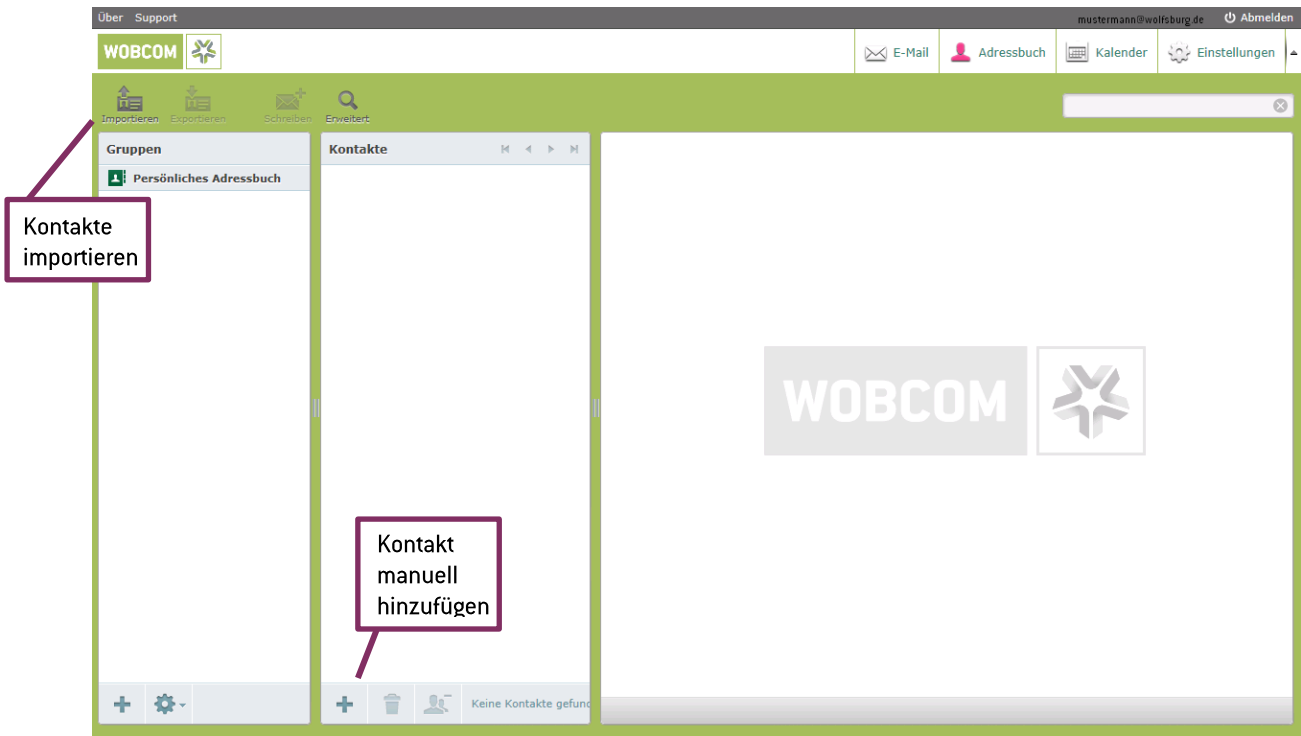 Über Support
mustermann@wolfsburg.de Abmelden
WOBCOM
E-Mail Adressbuch Kalender Einstellungen
Importieren Exportieren Schreiben Erweitert
Gruppen
Persönliches Adressbuch
Kontakte
importieren
Kontakte
Kontakt
manuell
hinzufügen
Keine Kontakte gefund
WOBCOM